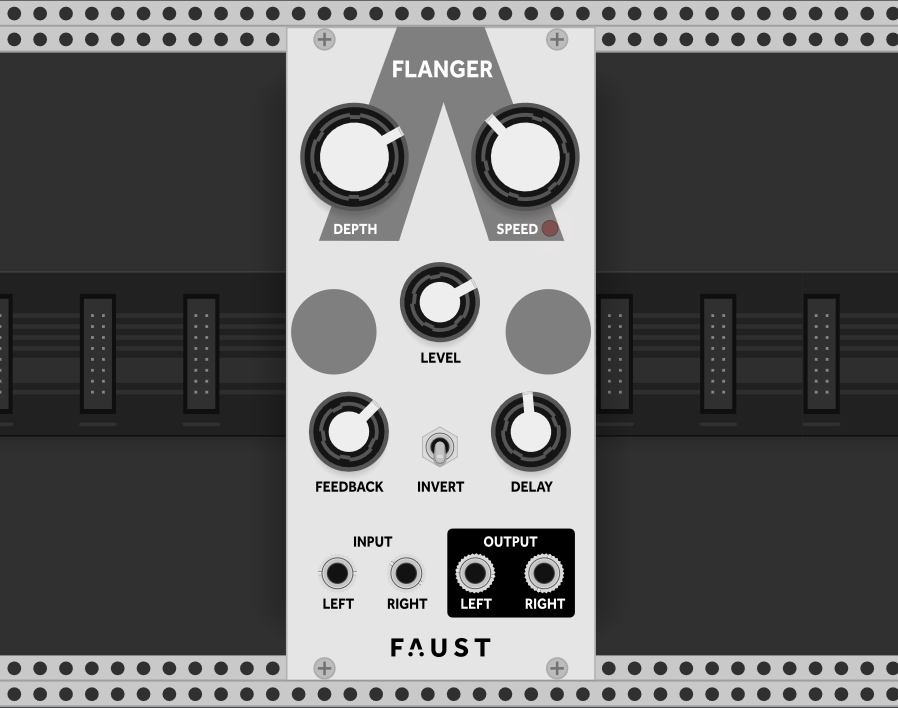 FLANGER
DEPTH
SPEED
LEVEL
FEEDBACK
INVERT
DELAY
INPUT
OUTPUT
LEFT
RIGHT
LEFT
RIGHT
FAUST